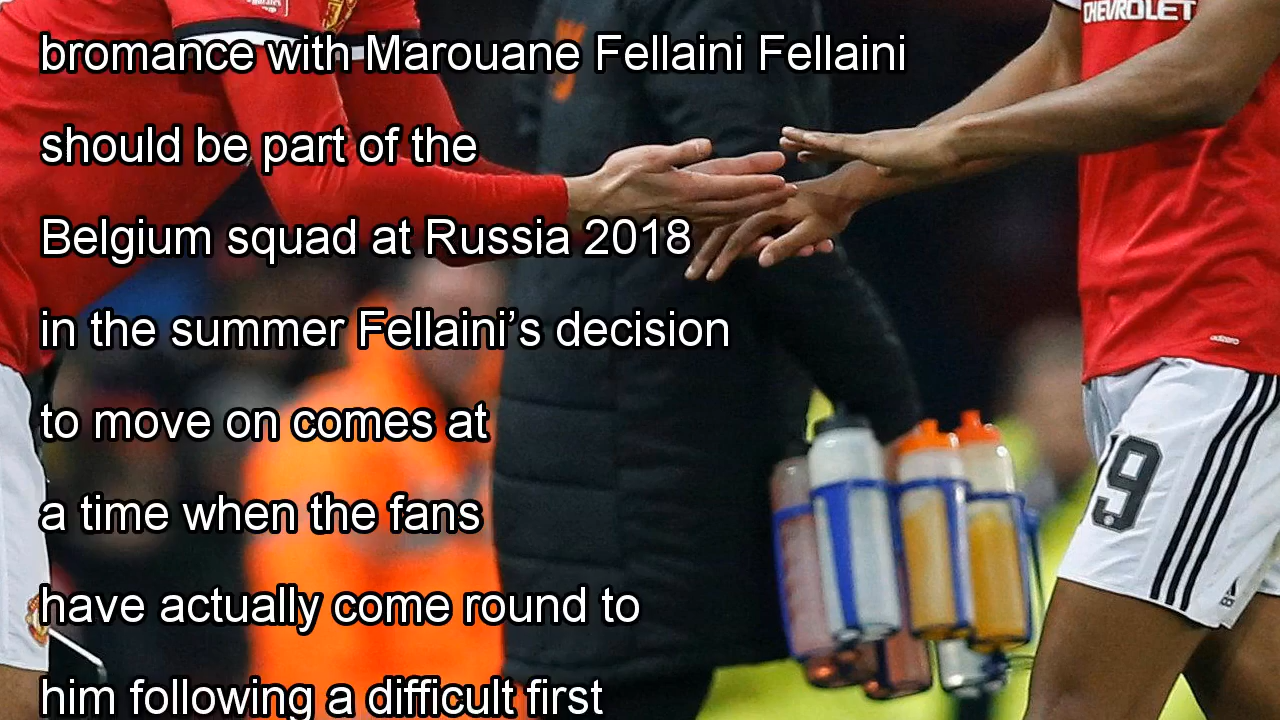 CHEVROLET
bromance with Marouane Fellaini Fellaini
should be part of the
Belgium squad at Russia 2018
in the summer Fellaini’s decision
adizero
to move on comes at
19
a time when the fans
have actually come round to
him following a difficult first